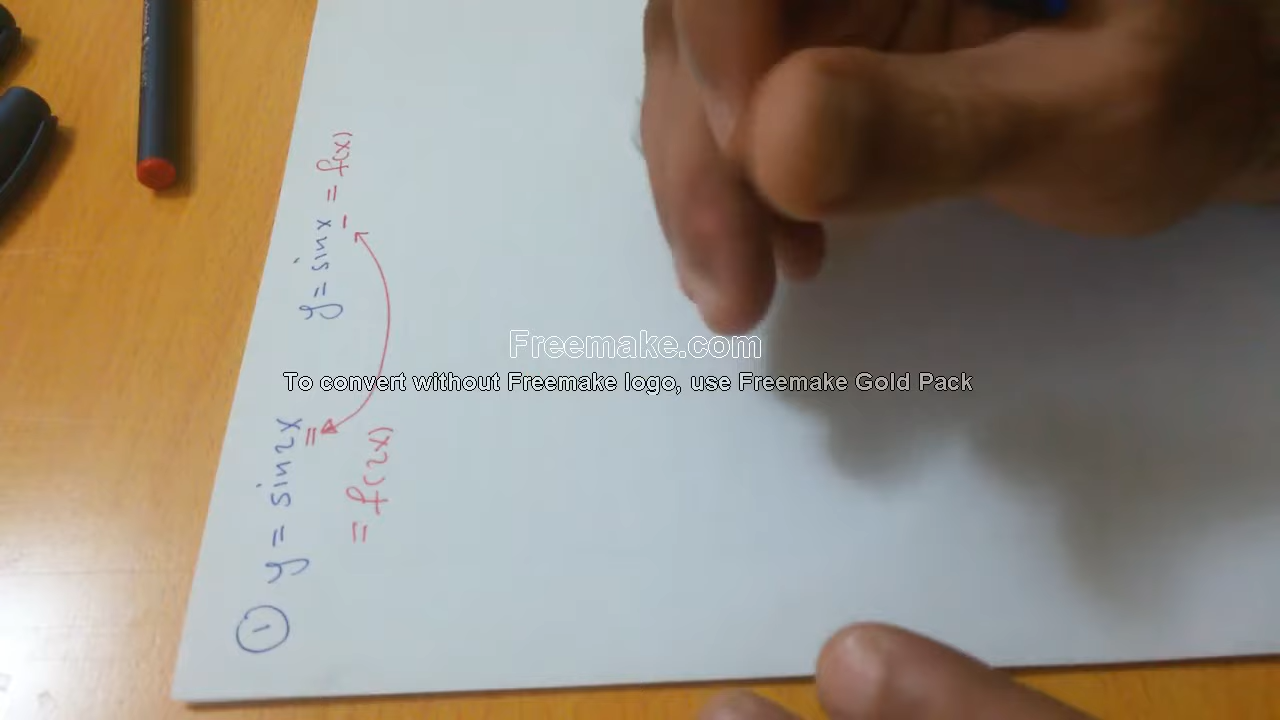 ① y = sin2x y = sinx = f(x)
= f(2x)
Freemake.com
To convert without Freemake logo, use Freemake Gold Pack